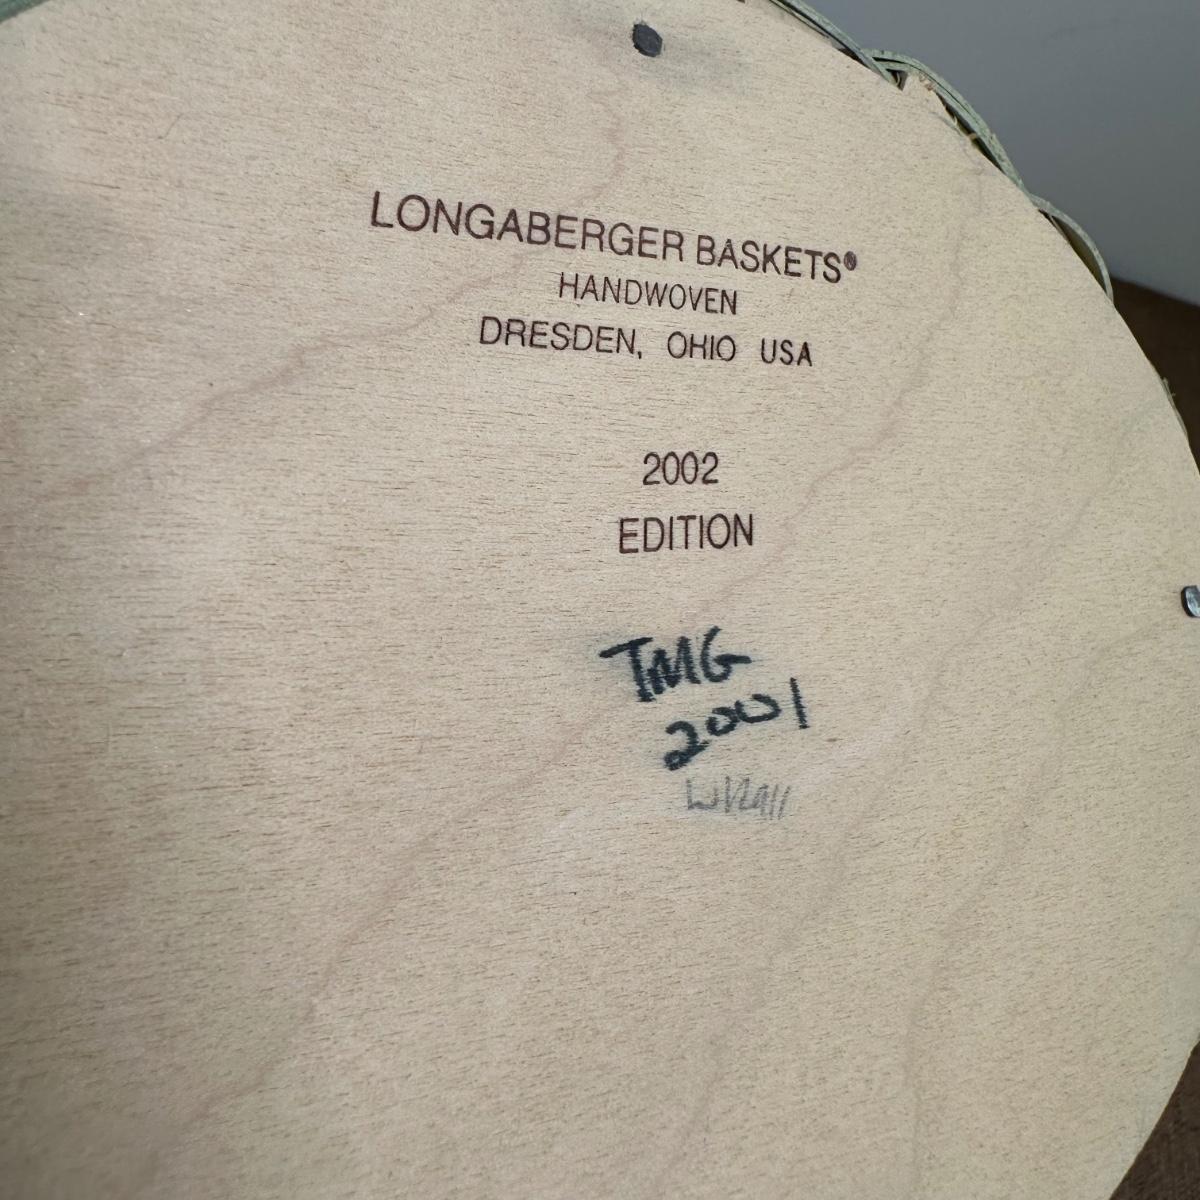 LONGABERGER BASKETS®
HANDWOVEN
DRESDEN, OHIO USA
2002
EDITION
TMG
2001